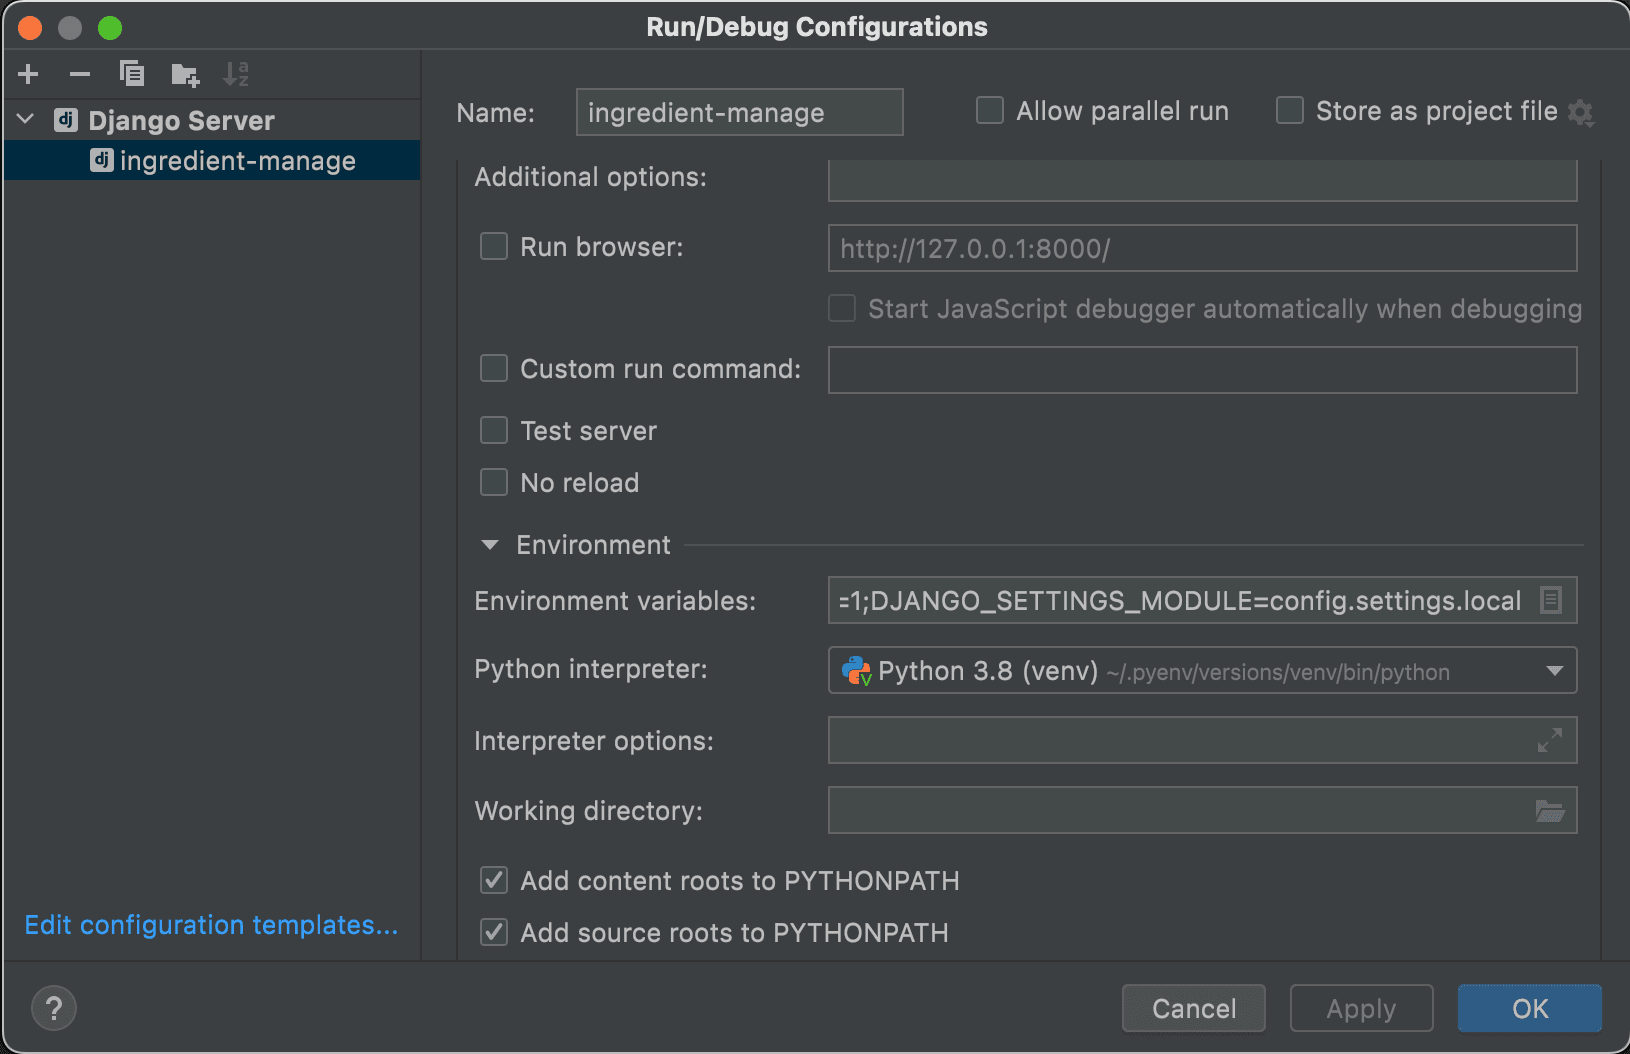 Run/Debug Configurations
Django Server
ingredient-manage
Edit configuration templates...
Name: ingredient-manage Allow parallel run Store as project file
Additional options:
Run browser: http://127.0.0.1:8000/
Start JavaScript debugger automatically when debugging
Custom run command:
Test server
No reload
Environment
Environment variables: =1;DJANGO_SETTINGS_MODULE=config.settings.local
Python interpreter: Python 3.8 (venv) ~/.pyenv/versions/venv/bin/python
Interpreter options:
Working directory:
Add content roots to PYTHONPATH
Add source roots to PYTHONPATH
? Cancel Apply OK